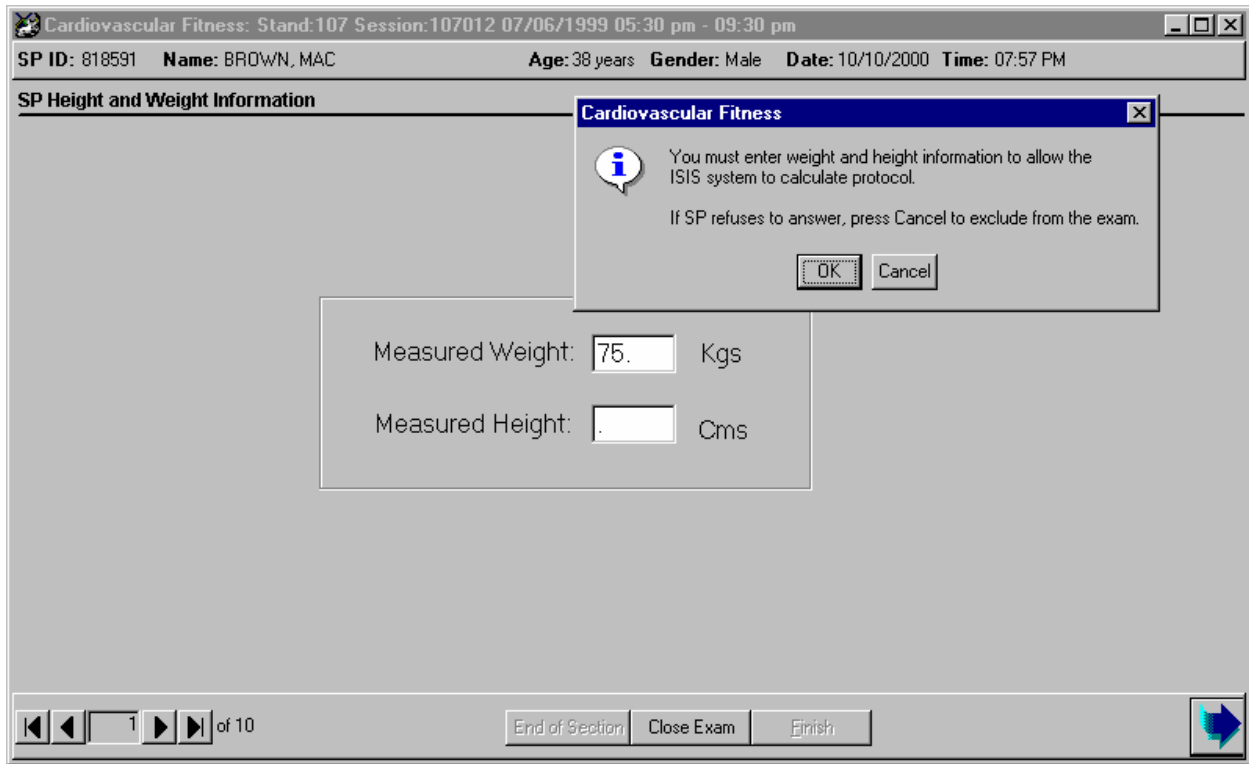 Cardiovascular Fitness: Stand:107 Session:107012 07/06/1999 05:30 pm - 09:30 pm
SP ID: 818591 Name: BROWN, MAC Age: 38 years Gender: Male Date: 10/10/2000 Time: 07:57 PM
SP Height and Weight Information
Cardiovascular Fitness
You must enter weight and height information to allow the
ISIS system to calculate protocol.
If SP refuses to answer, press Cancel to exclude from the exam.
OK Cancel
Measured Weight: 75. Kgs
Measured Height: . Cms
1 of 10 End of Section Close Exam Finish